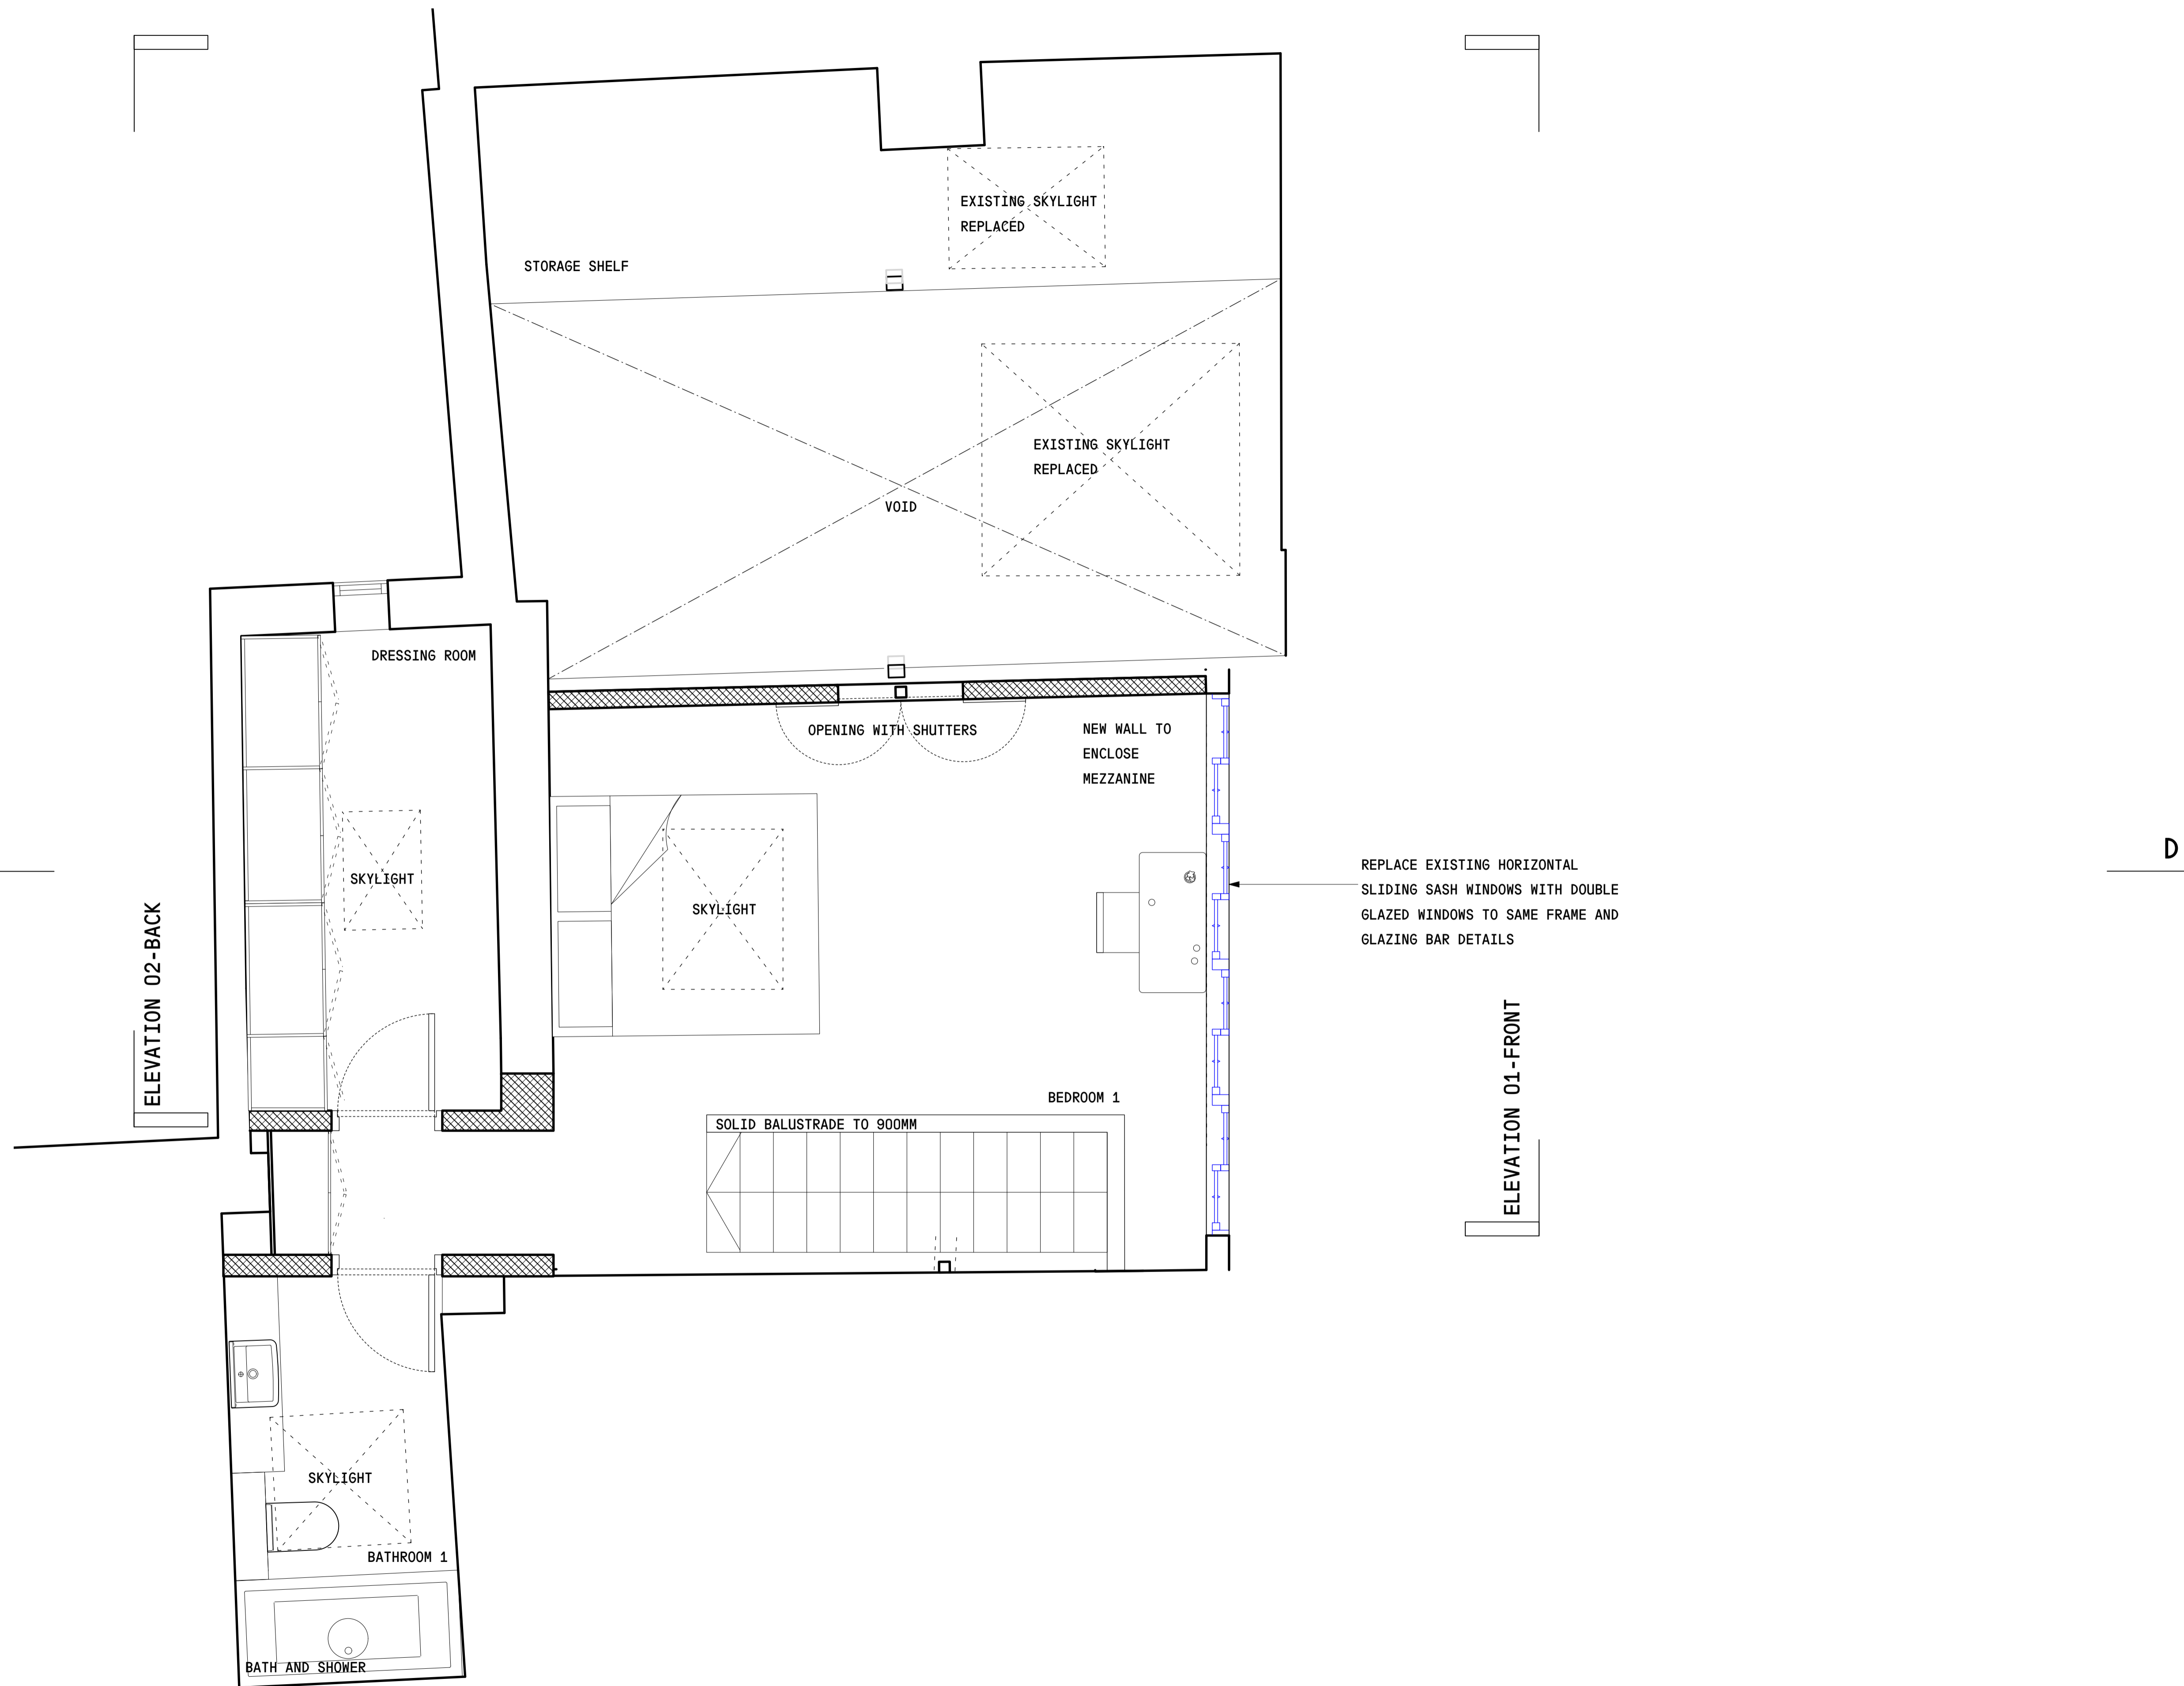 EXISTING SKYLIGHT
REPLACED
STORAGE SHELF
EXISTING SKYLIGHT
REPLACED
VOID
DRESSING ROOM
OPENING WITH SHUTTERS
NEW WALL TO
ENCLOSE
MEZZANINE
SKYLIGHT
SKYLIGHT
REPLACE EXISTING HORIZONTAL
SLIDING SASH WINDOWS WITH DOUBLE
GLAZED WINDOWS TO SAME FRAME AND
GLAZING BAR DETAILS
D
ELEVATION 02-BACK
ELEVATION 01-FRONT
BEDROOM 1
SOLID BALUSTRADE TO 900MM
SKYLIGHT
BATHROOM 1
BATH AND SHOWER